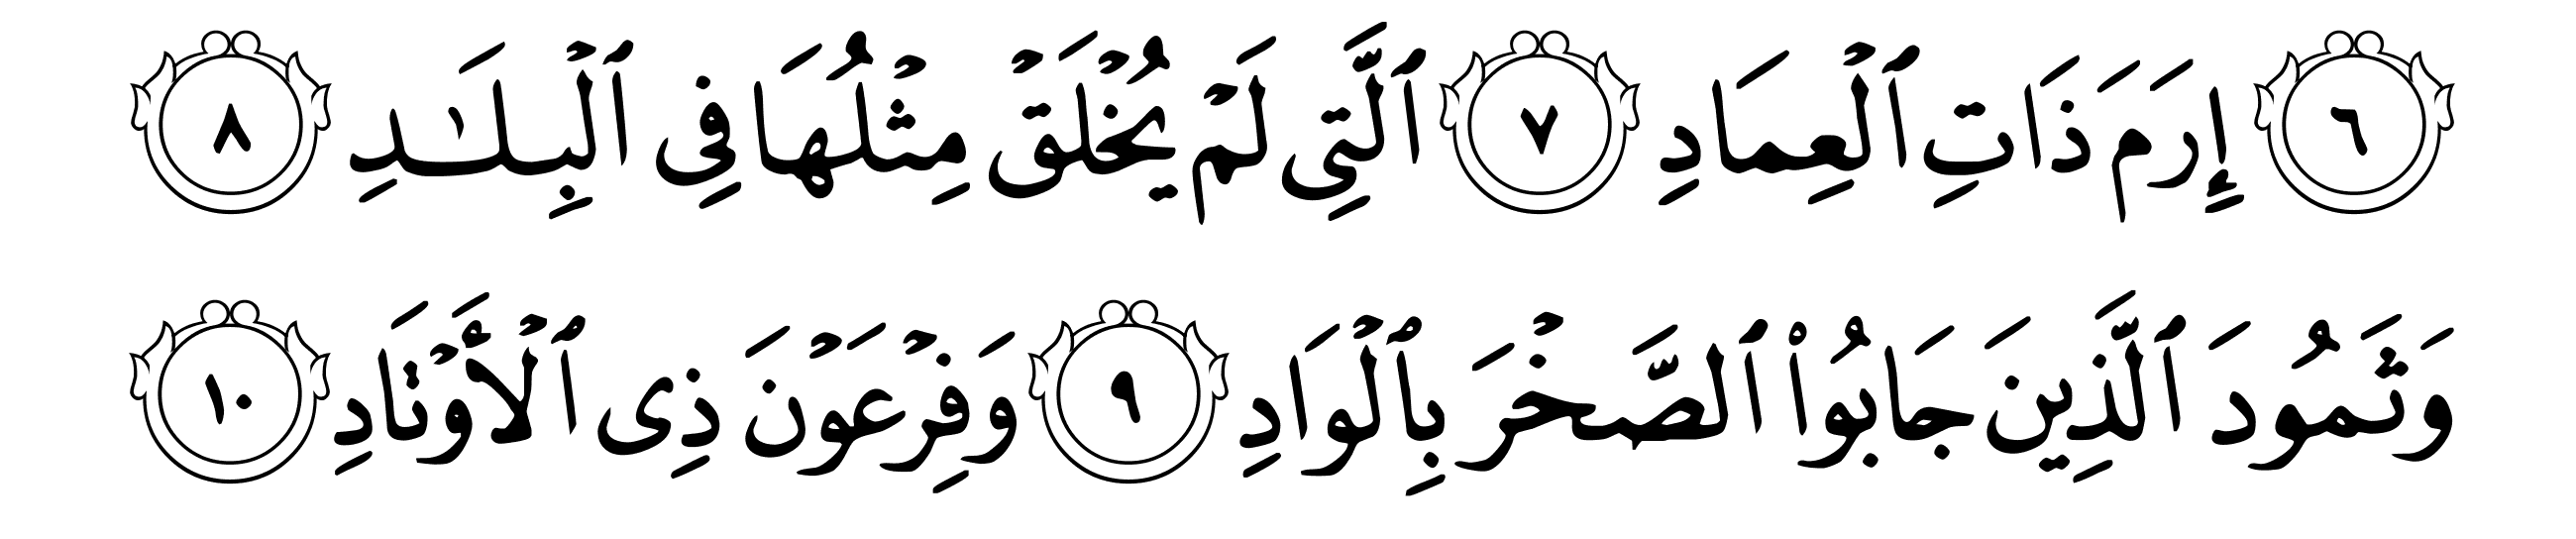 ٦ إِرَمَ ذَاتِ ٱلْعِمَادِ ٧ ٱلَّتِى لَمْ يُخْلَقْ مِثْلُهَا فِى ٱلْبِلَـٰدِ ٨
وَثَمُودَ ٱلَّذِينَ جَابُوا۟ ٱلصَّخْرَ بِٱلْوَادِ ٩ وَفِرْعَوْنَ ذِى ٱلْأَوْتَادِ ١٠